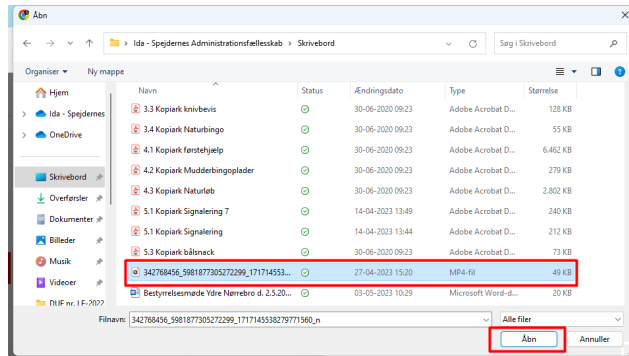 Åbn
Ida - Spejdernes Administrationsfællesskab > Skrivebord
Søg i Skrivebord
Organiser
Ny mappe
Navn Status Ændringsdato Type Størrelse
Hjem
Ida - Spejdernes
OneDrive
Skrivebord
Overførsler
Dokumenter
Billeder
Musik
Videoer
DUF nr. LF-2022
3.3 Kopiark knivbevis 30-06-2020 09:23 Adobe Acrobat D... 128 KB
3.4 Kopiark Naturbingo 30-06-2020 09:23 Adobe Acrobat D... 55 KB
4.1 Kopiark førstehjælp 30-06-2020 09:23 Adobe Acrobat D... 6.462 KB
4.2 Kopiark Mudderbingoplader 30-06-2020 09:23 Adobe Acrobat D... 279 KB
4.3 Kopiark Naturløb 30-06-2020 09:23 Adobe Acrobat D... 2.802 KB
5.1 Kopiark Signalering 7 14-04-2023 13:49 Adobe Acrobat D... 240 KB
5.1 Kopiark Signalering 14-04-2023 13:44 Adobe Acrobat D... 212 KB
5.3 Kopiark bålsnack 30-06-2020 09:23 Adobe Acrobat D... 73 KB
342768456_5981877305272299_171714553... 27-04-2023 15:20 MP4-fil 49 KB
Bestyrrelsesmøde Ydre Nørrebro d. 2.5.20... 03-05-2023 10:29 Microsoft Word-d... 20 KB
Filnavn: 342768456_5981877305272299_1717145538279771560_n
Alle filer
Åbn
Annuller